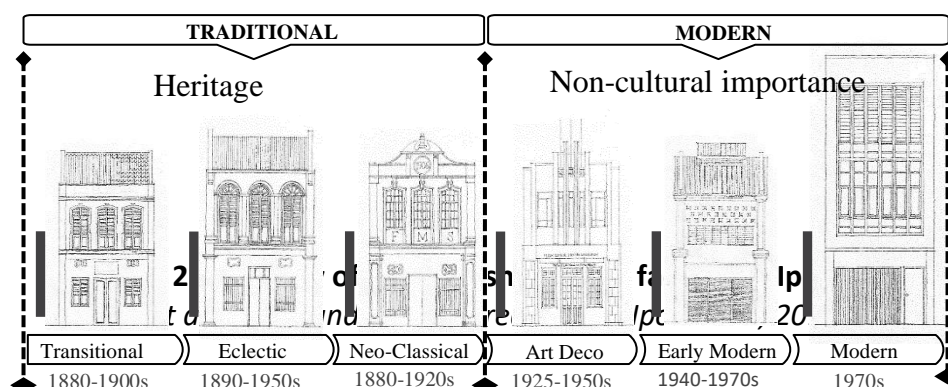 TRADITIONAL MODERN
Heritage Non-cultural importance
F M S
Transitional Eclectic Neo-Classical Art Deco Early Modern Modern
1880-1900s 1890-1950s 1880-1920s 1925-1950s 1940-1970s 1970s